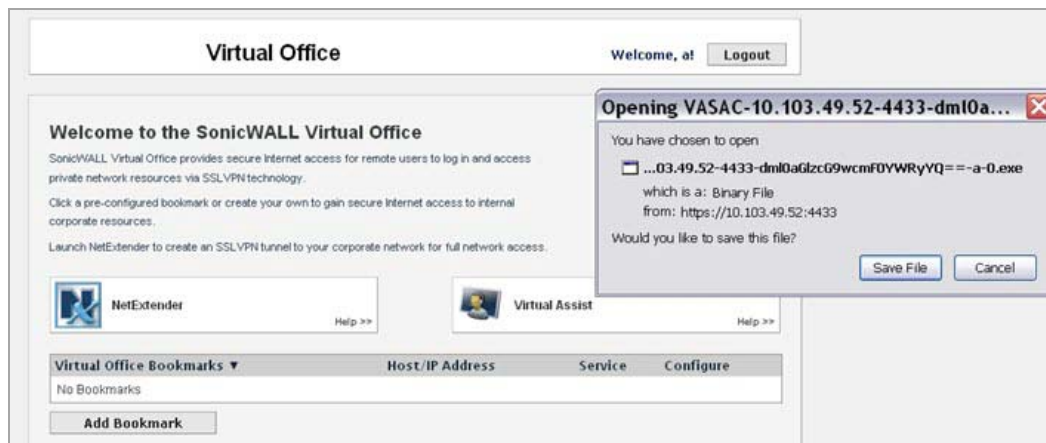 Virtual Office
Welcome, a!
Logout
Opening VASAC-10.103.49.52-4433-dml0a...
You have chosen to open
...03.49.52-4433-dml0aGlzcG9wcmF0YWRyYQ==-a-0.exe
which is a: Binary File
from: https://10.103.49.52:4433
Would you like to save this file?
Save File
Cancel
Welcome to the SonicWALL Virtual Office
SonicWALL Virtual Office provides secure Internet access for remote users to log in and access
private network resources via SSLVPN technology.
Click a pre-configured bookmark or create your own to gain secure Internet access to internal
corporate resources.
Launch NetExtender to create an SSLVPN tunnel to your corporate network for full network access.
NetExtender
Help >>
Virtual Assist
Help >>
Virtual Office Bookmarks ▼ Host/IP Address Service Configure
No Bookmarks
Add Bookmark